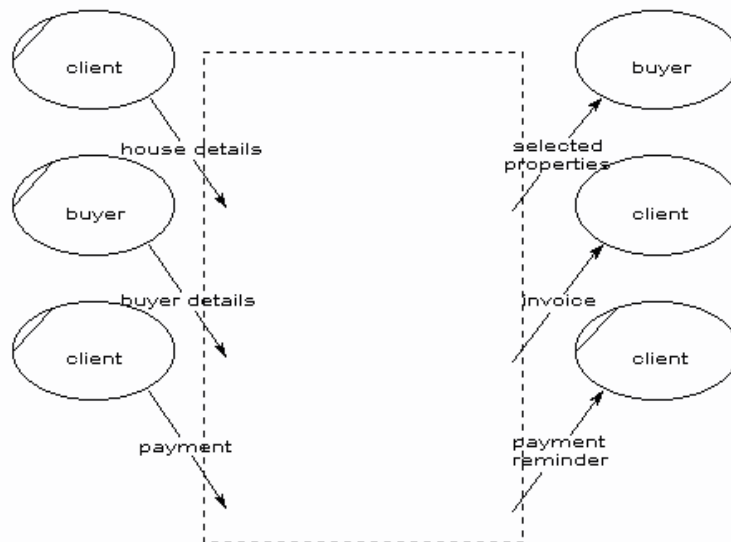 client
buyer
house details
selected
properties
buyer
client
buyer details
invoice
client
client
payment
payment
reminder